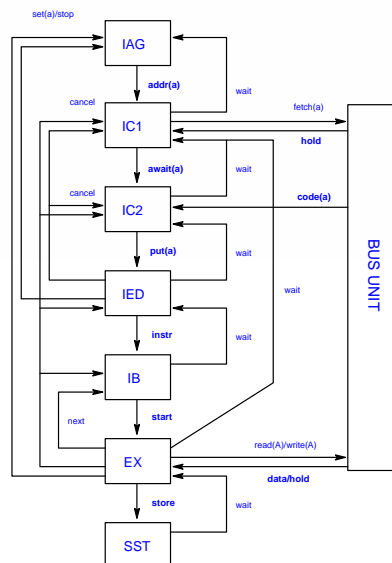 set(a)/stop
IAG
addr(a)
wait
cancel
fetch(a)
IC1
hold
await(a)
wait
cancel
code(a)
IC2
put(a)
BUS UNIT
IED
wait
wait
instr
wait
IB
start
next
read(A)/write(A)
EX
data/hold
store
wait
SST